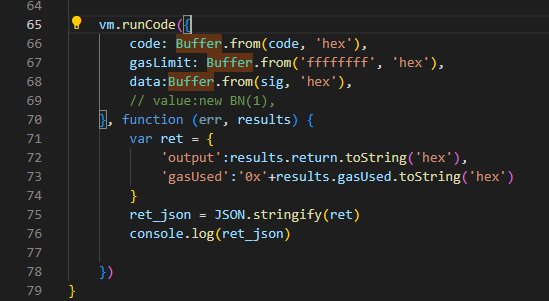 64
65 vm.runCode({
66 code: Buffer.from(code, 'hex'),
67 gasLimit: Buffer.from('ffffffff', 'hex'),
68 data:Buffer.from(sig, 'hex'),
69 // value:new BN(1),
70 }, function (err, results) {
71 var ret = {
72 'output':results.return.toString('hex'),
73 'gasUsed':'0x'+results.gasUsed.toString('hex')
74 }
75 ret_json = JSON.stringify(ret)
76 console.log(ret_json)
77
78 })
79 }